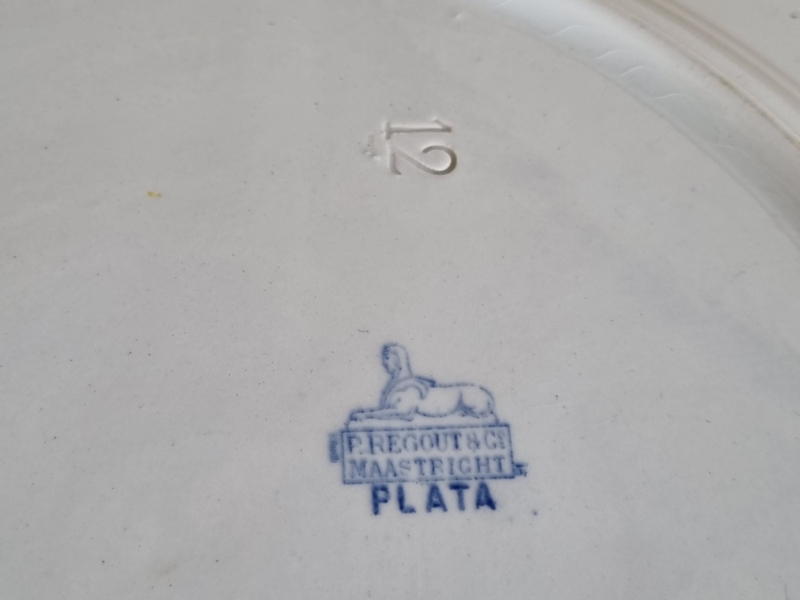 12
P. REGOUT & Co.
MAASTRICHT
PLATA